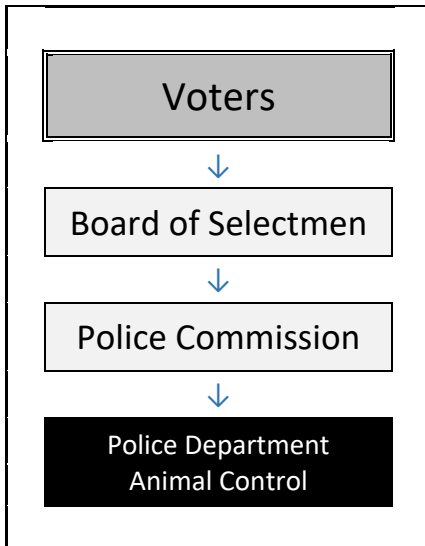 Voters
↓
Board of Selectmen
↓
Police Commission
↓
Police Department
Animal Control